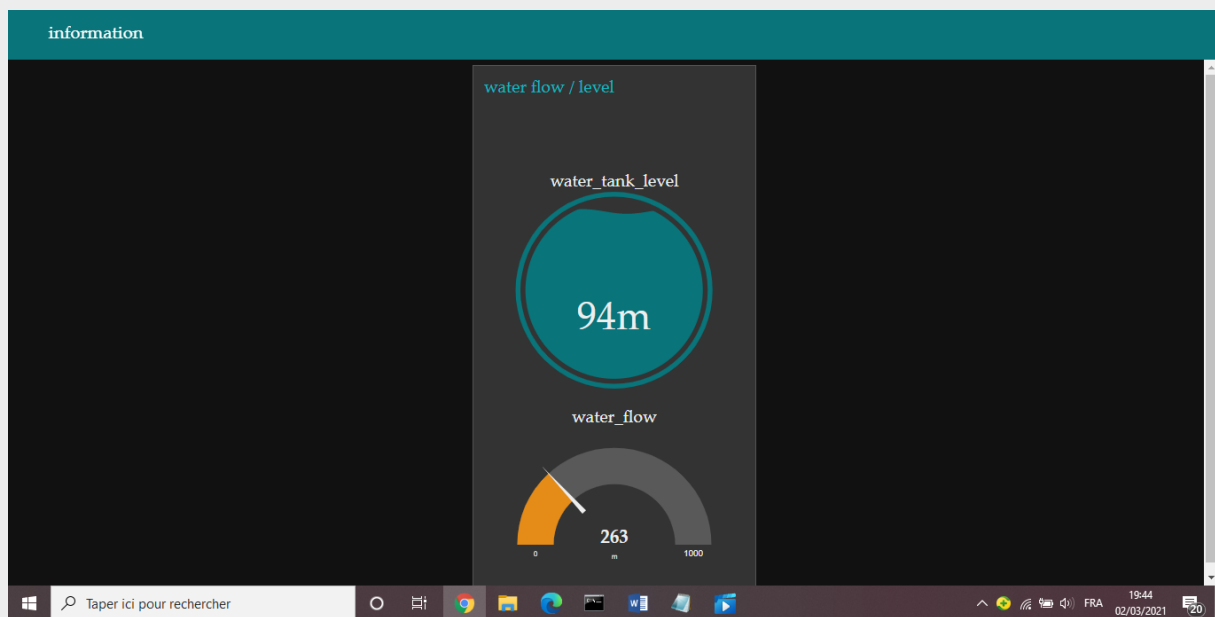 information
water flow / level
water_tank_level
94m
water_flow
263
0
m
1000
Taper ici pour rechercher
FRA
19:44
02/03/2021
20